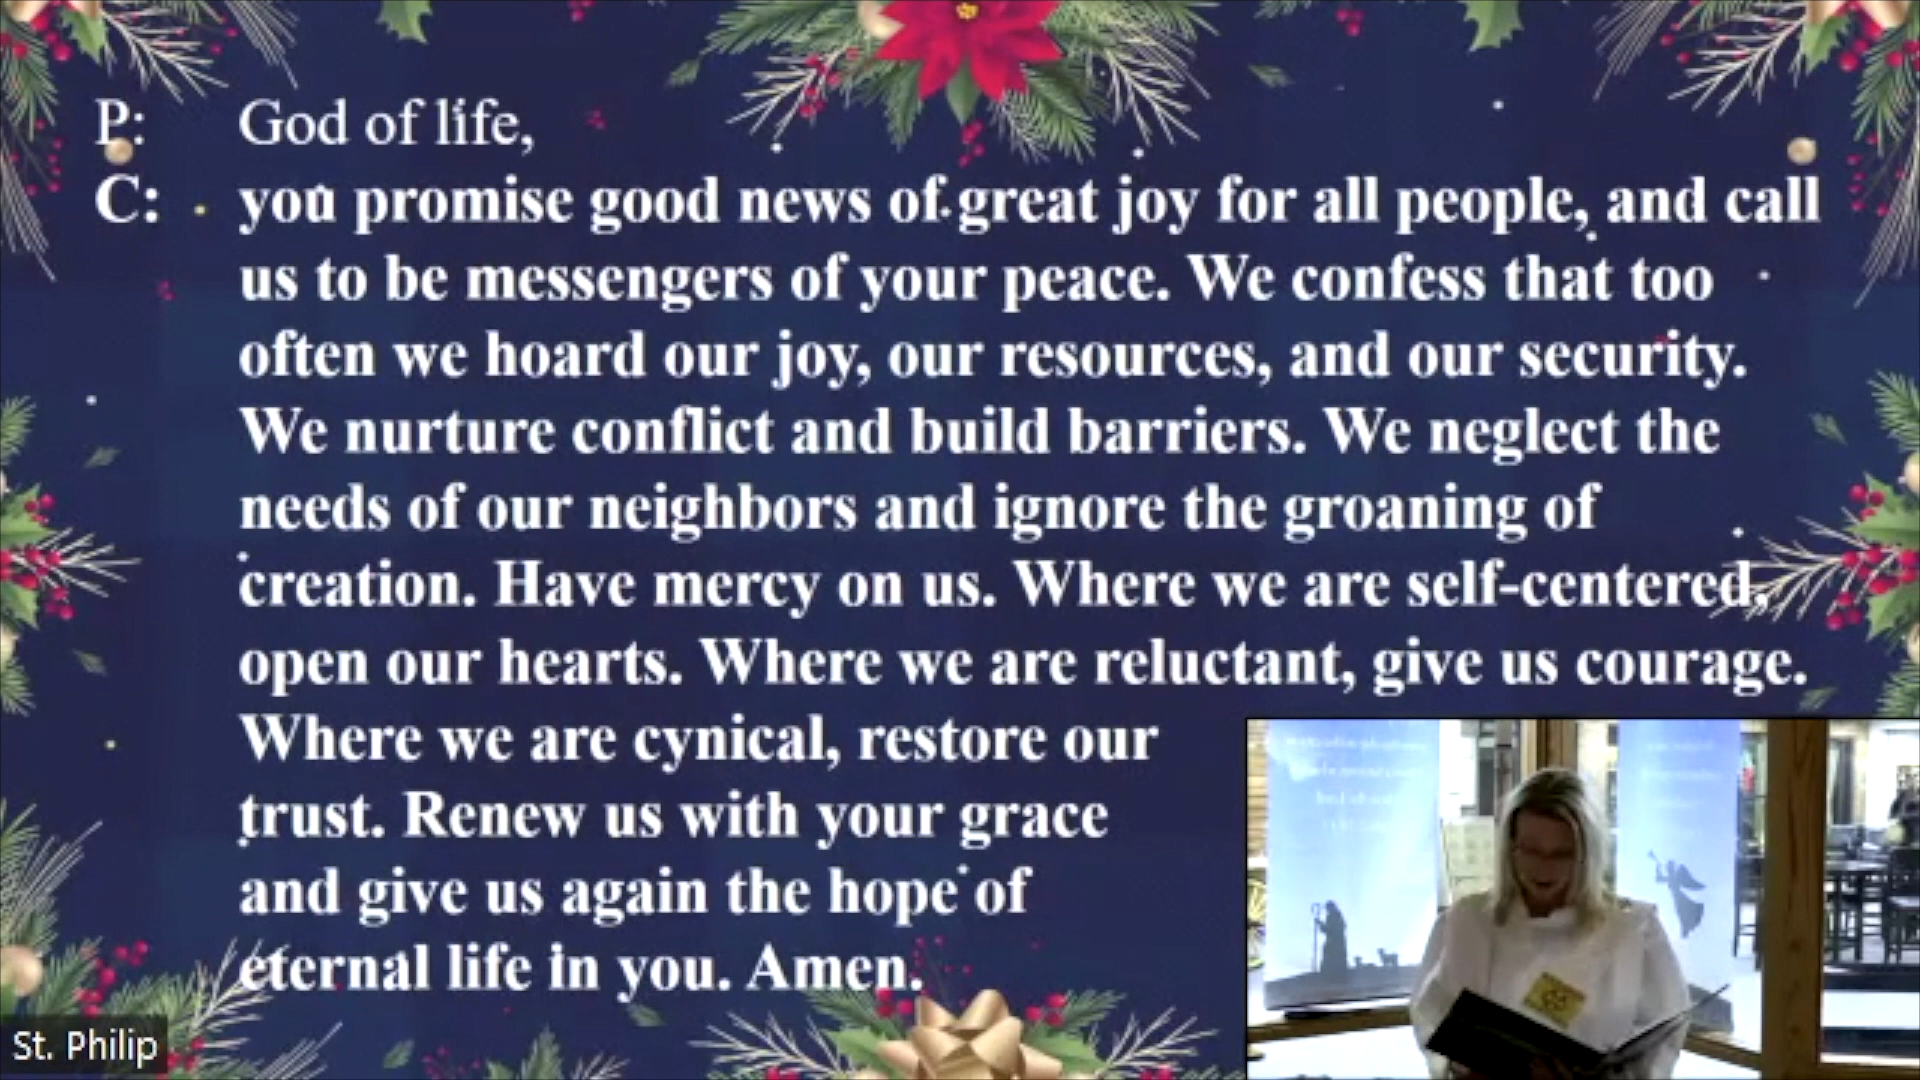 P: God of life,
C: you promise good news of great joy for all people, and call
us to be messengers of your peace. We confess that too
often we hoard our joy, our resources, and our security.
We nurture conflict and build barriers. We neglect the
needs of our neighbors and ignore the groaning of
creation. Have mercy on us. Where we are self-centered,
open our hearts. Where we are reluctant, give us courage.
Where we are cynical, restore our
trust. Renew us with your grace
and give us again the hope of
eternal life in you. Amen.
St. Philip